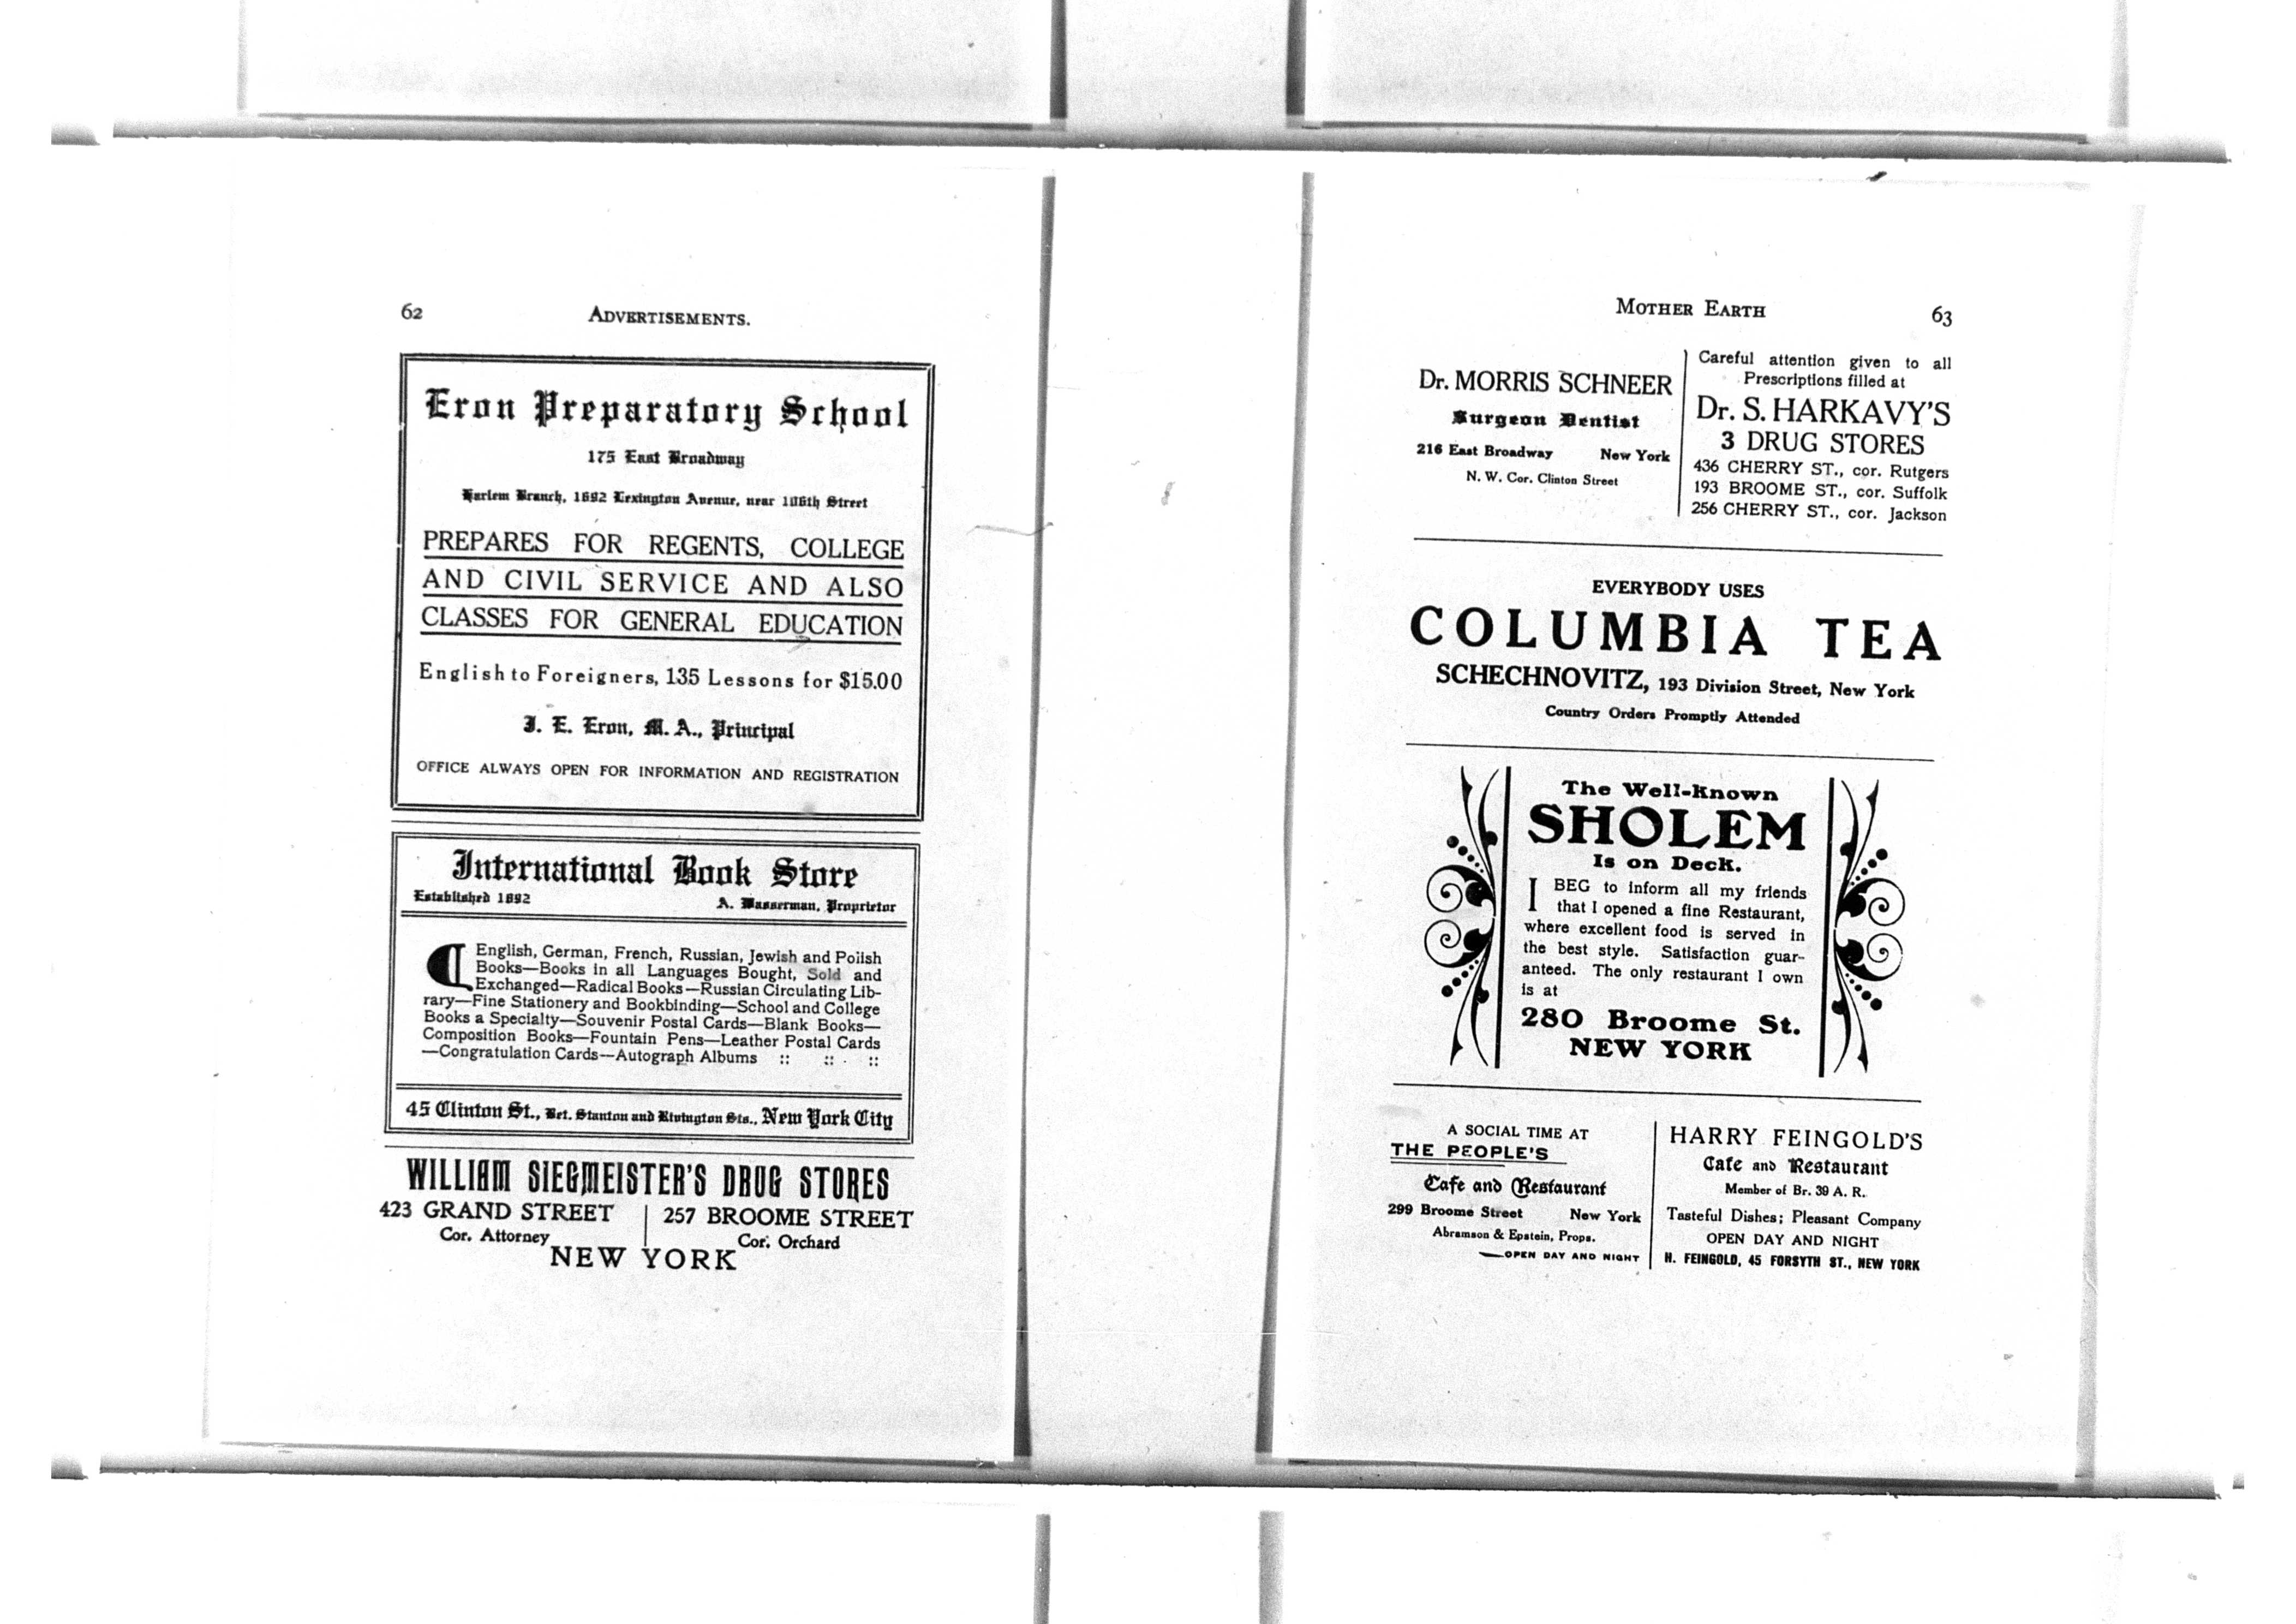 62
ADVERTISEMENTS.
Eron Preparatory School
175 East Broadway
Harlem Branch, 1692 Lexington Avenue, near 106th Street
PREPARES FOR REGENTS, COLLEGE
AND CIVIL SERVICE AND ALSO
CLASSES FOR GENERAL EDUCATION
English to Foreigners, 135 Lessons for $15.00
J. E. Eron, M. A., Principal
OFFICE ALWAYS OPEN FOR INFORMATION AND REGISTRATION
International Book Store
Established 1892
A. Wasserman, Proprietor
English, German, French, Russian, Jewish and Polish
Books—Books in all Languages Bought, Sold and
Exchanged—Radical Books—Russian Circulating Lib-
rary—Fine Stationery and Bookbinding—School and College
Books a Specialty—Souvenir Postal Cards—Blank Books—
Composition Books—Fountain Pens—Leather Postal Cards
—Congratulation Cards—Autograph Albums :: :: ::
45 Clinton St., Bet. Stanton and Rivington Sts., New York City
WILLIAM SIEGMEISTER'S DRUG STORES
423 GRAND STREET
Cor. Attorney
257 BROOME STREET
Cor. Orchard
NEW YORK
MOTHER EARTH
63
Dr. MORRIS SCHNEER
Surgeon Dentist
216 East Broadway New York
N. W. Cor. Clinton Street
Careful attention given to all
Prescriptions filled at
Dr. S. HARKAVY'S
3 DRUG STORES
436 CHERRY ST., cor. Rutgers
193 BROOME ST., cor. Suffolk
256 CHERRY ST., cor. Jackson
EVERYBODY USES
COLUMBIA TEA
SCHECHNOVITZ, 193 Division Street, New York
Country Orders Promptly Attended
The Well-Known
SHOLEM
Is on Deck.
I BEG to inform all my friends
that I opened a fine Restaurant,
where excellent food is served in
the best style. Satisfaction guar-
anteed. The only restaurant I own
is at
280 Broome St.
NEW YORK
A SOCIAL TIME AT
THE PEOPLE'S
Cafe and Restaurant
299 Broome Street New York
Abramson & Epstein, Props.
OPEN DAY AND NIGHT
HARRY FEINGOLD'S
Cafe and Restaurant
Member of Br. 39 A. R.
Tasteful Dishes; Pleasant Company
OPEN DAY AND NIGHT
H. FEINGOLD, 45 FORSYTH ST., NEW YORK